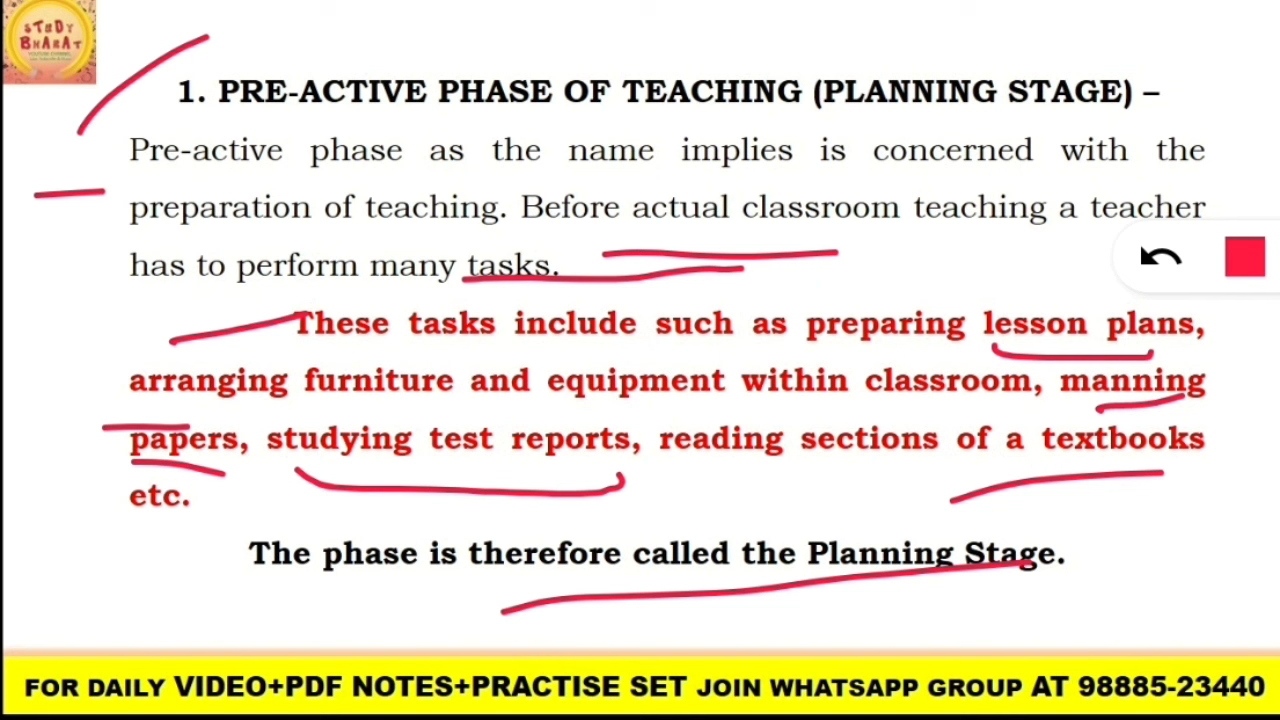 STUDY
BHARAT
YOUTUBE CHANNEL
1. PRE-ACTIVE PHASE OF TEACHING (PLANNING STAGE) –
Pre-active phase as the name implies is concerned with the
preparation of teaching. Before actual classroom teaching a teacher
has to perform many tasks.
These tasks include such as preparing lesson plans,
arranging furniture and equipment within classroom, manning
papers, studying test reports, reading sections of a textbooks
etc.
The phase is therefore called the Planning Stage.
FOR DAILY VIDEO+PDF NOTES+PRACTISE SET JOIN WHATSAPP GROUP AT 98885-23440